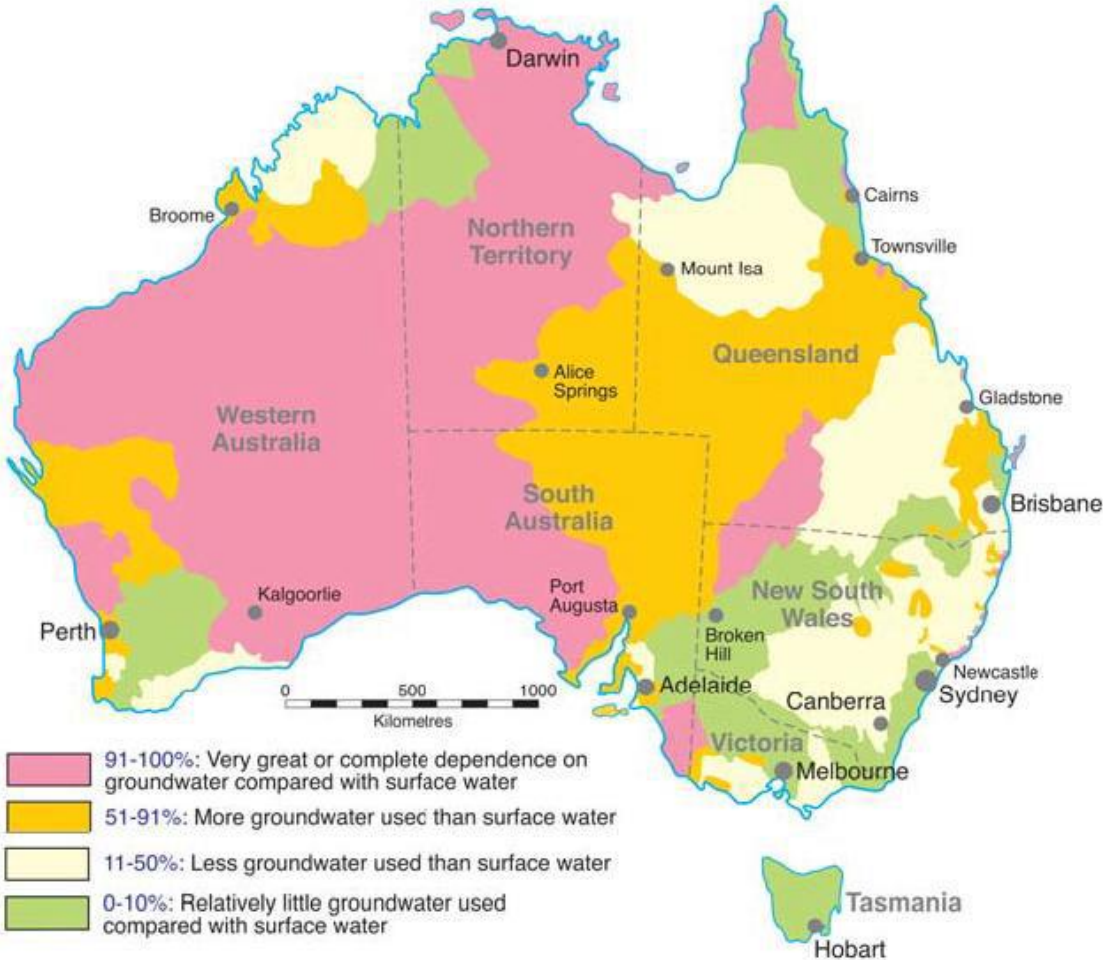 Darwin
Cairns
Broome
Townsville
Northern
Territory
Mount Isa
Queensland
Alice
Springs
Gladstone
Western
Australia
South
Australia
Brisbane
Port
Augusta
Kalgoorlie
New South
Wales
Perth
Broken
Hill
Newcastle
Adelaide
Sydney
0 500 1000
Kilometres
Canberra
Victoria
Melbourne
91-100%: Very great or complete dependence on
groundwater compared with surface water
51-91%: More groundwater used than surface water
11-50%: Less groundwater used than surface water
0-10%: Relatively little groundwater used
compared with surface water
Tasmania
Hobart